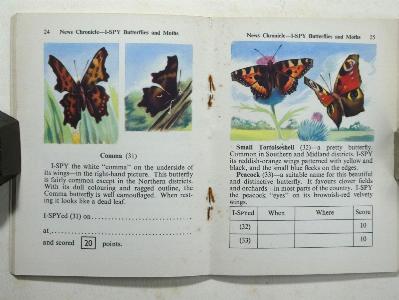 24 News Chronicle—I-SPY Butterflies and Moths
Comma (31)
I-SPY the white "comma" on the underside of
its wings—in the right-hand picture. This butterfly
is fairly common except in the Northern districts.
With its dull colouring and ragged outline, the
Comma butterfly is well camouflaged. When rest-
ing it looks like a dead leaf.
I-SPYed (31) on
at
and scored 20 points.
News Chronicle—I-SPY Butterflies and Moths 25
Small Tortoiseshell (32)—a pretty butterfly.
Common in Southern and Midland districts. I-SPY
its reddish-orange wings patterned with yellow and
black, and the small blue flecks on the edges.
Peacock (33)—a suitable name for this beautiful
and distinctive butterfly. It favours clover fields
and orchards—in most parts of the country. I-SPY
the peacock "eyes" on its brownish-red velvety
wings.
I-SPYed When Where Score
(32) 10
(33) 10